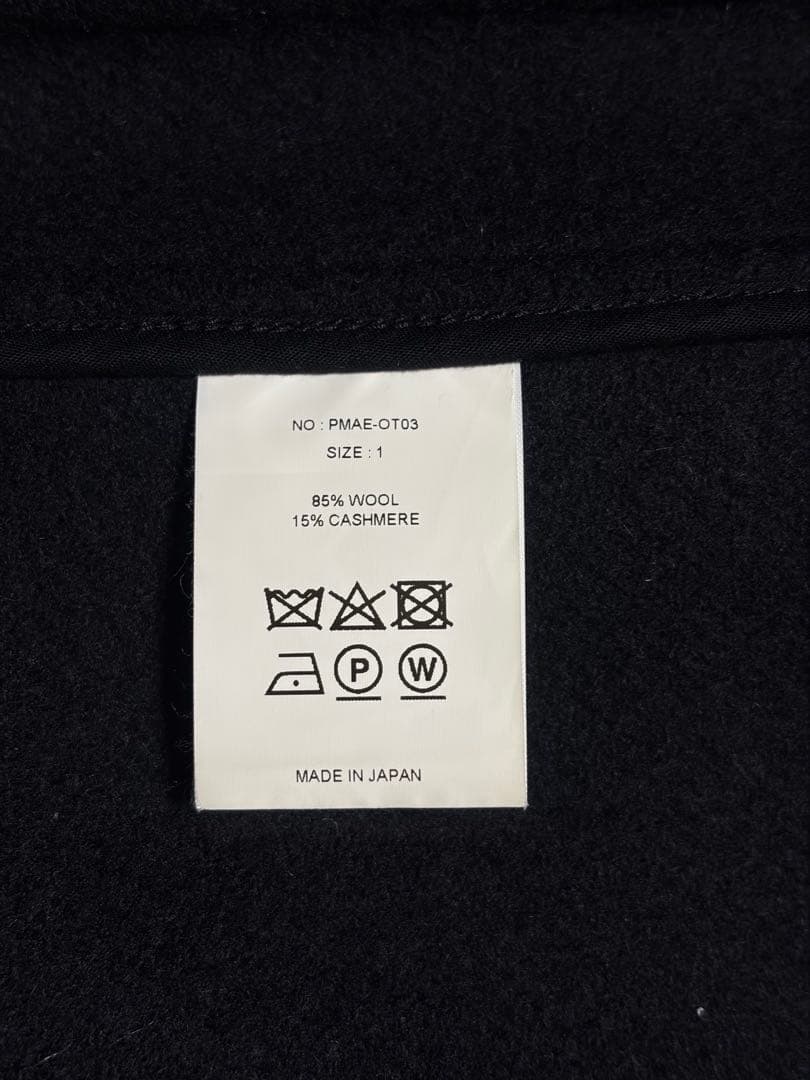 NO : PMAE-OT03
SIZE : 1
85% WOOL
15% CASHMERE
P W
MADE IN JAPAN